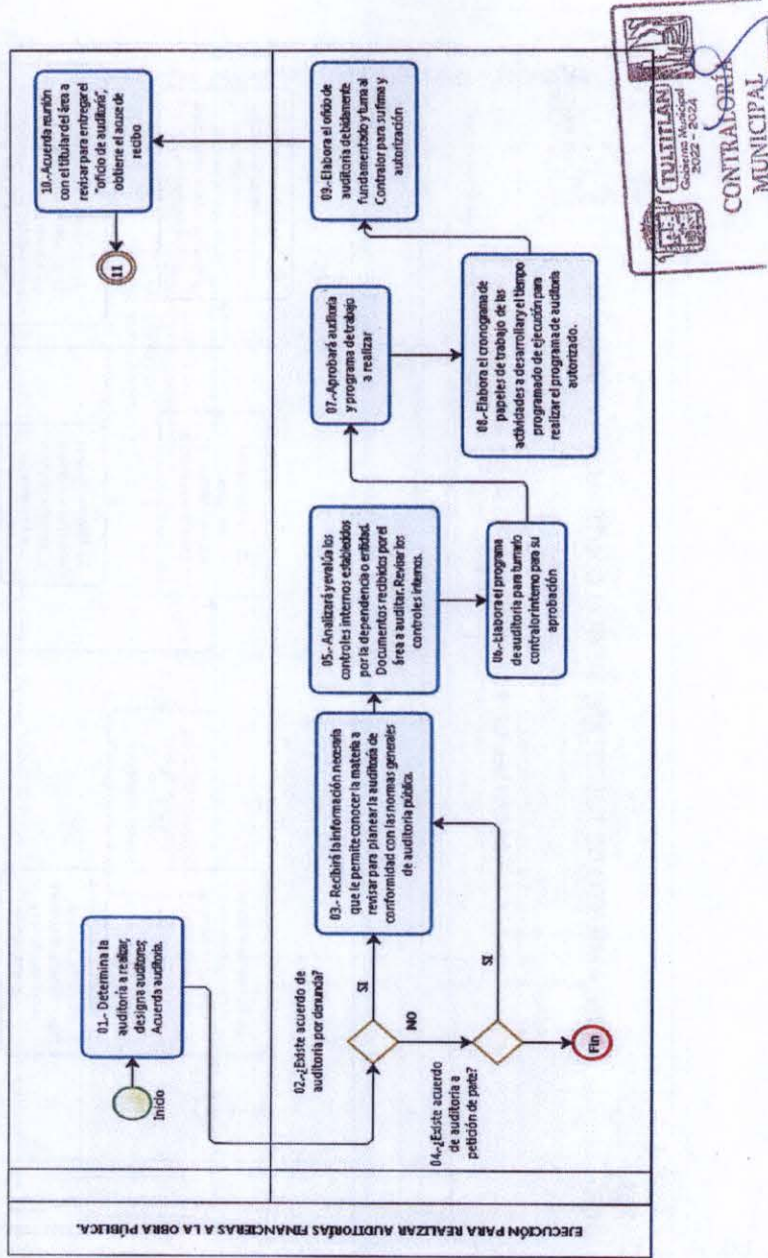 EJECUCIÓN PARA REALIZAR AUDITORÍAS FINANCIERAS A LA OBRA PÚBLICA.
Inicio
01.- Determina la
auditoria a realizar,
designa auditores,
Acuerda auditoría.
02.-¿Existe acuerdo de
auditoria por denuncia?
SI
NO
03.- Recibirá la información necesaria
que le permite conocer la materia a
revisar para planear la auditoría de
conformidad con las normas generales
de auditoría pública.
04.-¿Existe acuerdo
de auditoria a
petición de pate?
SI
Fin
05.- Analizará y evalúa los
controles internos establecidos
por la dependencia o entidad.
Documentos recibidos por el
área a auditar. Revisar los
controles internos.
06.-Elabora el programa
de auditoría para turnarlo
contralor interno para su
aprobación
07.-Aprobará auditoría
y programa de trabajo
a realizar
08.-Elabora el cronograma de
papeles de trabajo de las
actividades a desarrollar y el tiempo
programado de ejecución para
realizar el programa de auditoría
autorizado.
09.-Elabora el oficio de
auditoría debidamente
fundamentado y turna al
Contralor para su firma y
autorización
10.-Acuerda reunión
con el titular del área a
revisar para entregar el
"oficio de auditorio".
obtiene el acuse de
recibo
11
TULTITLÁN
Gobierno Municipal
2022 - 2024
CONTRALORÍA
MUNICIPAL